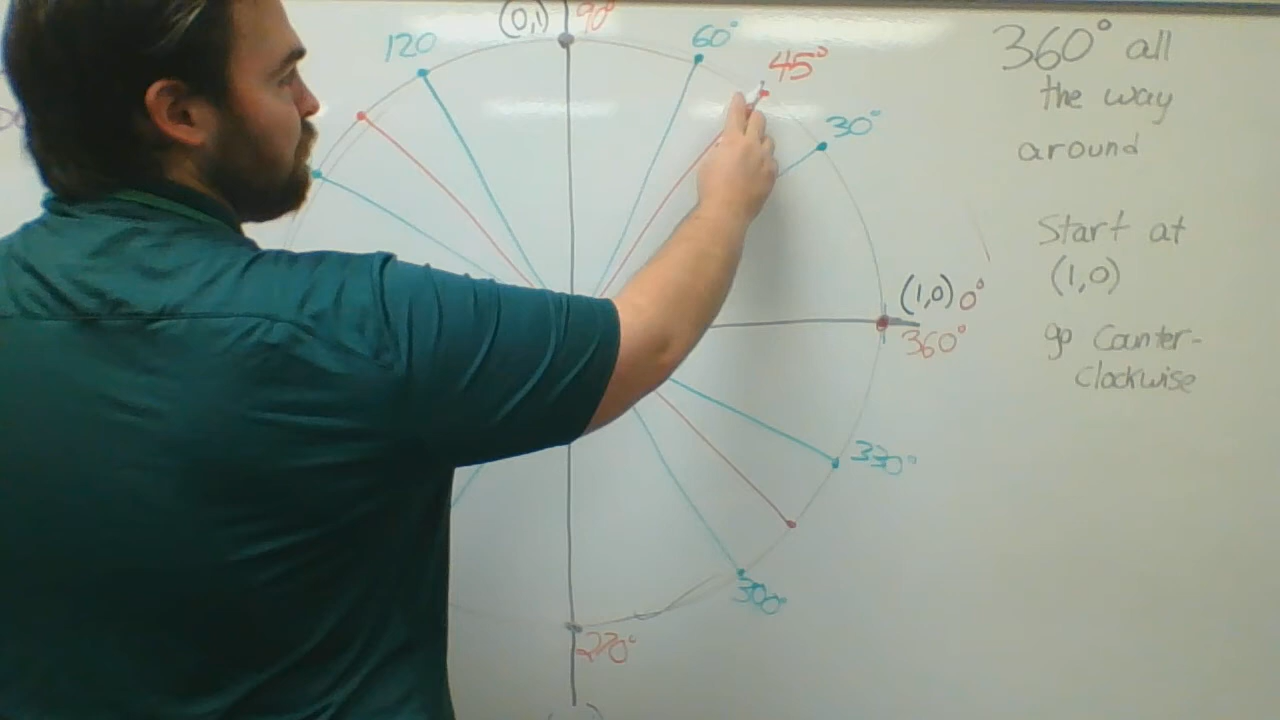 (0,1) 90°
120
60°
45°
30°
(1,0) 0°
360°
330°
300°
270°
360° all
the way
around
Start at
(1,0)
go Counter-
Clockwise